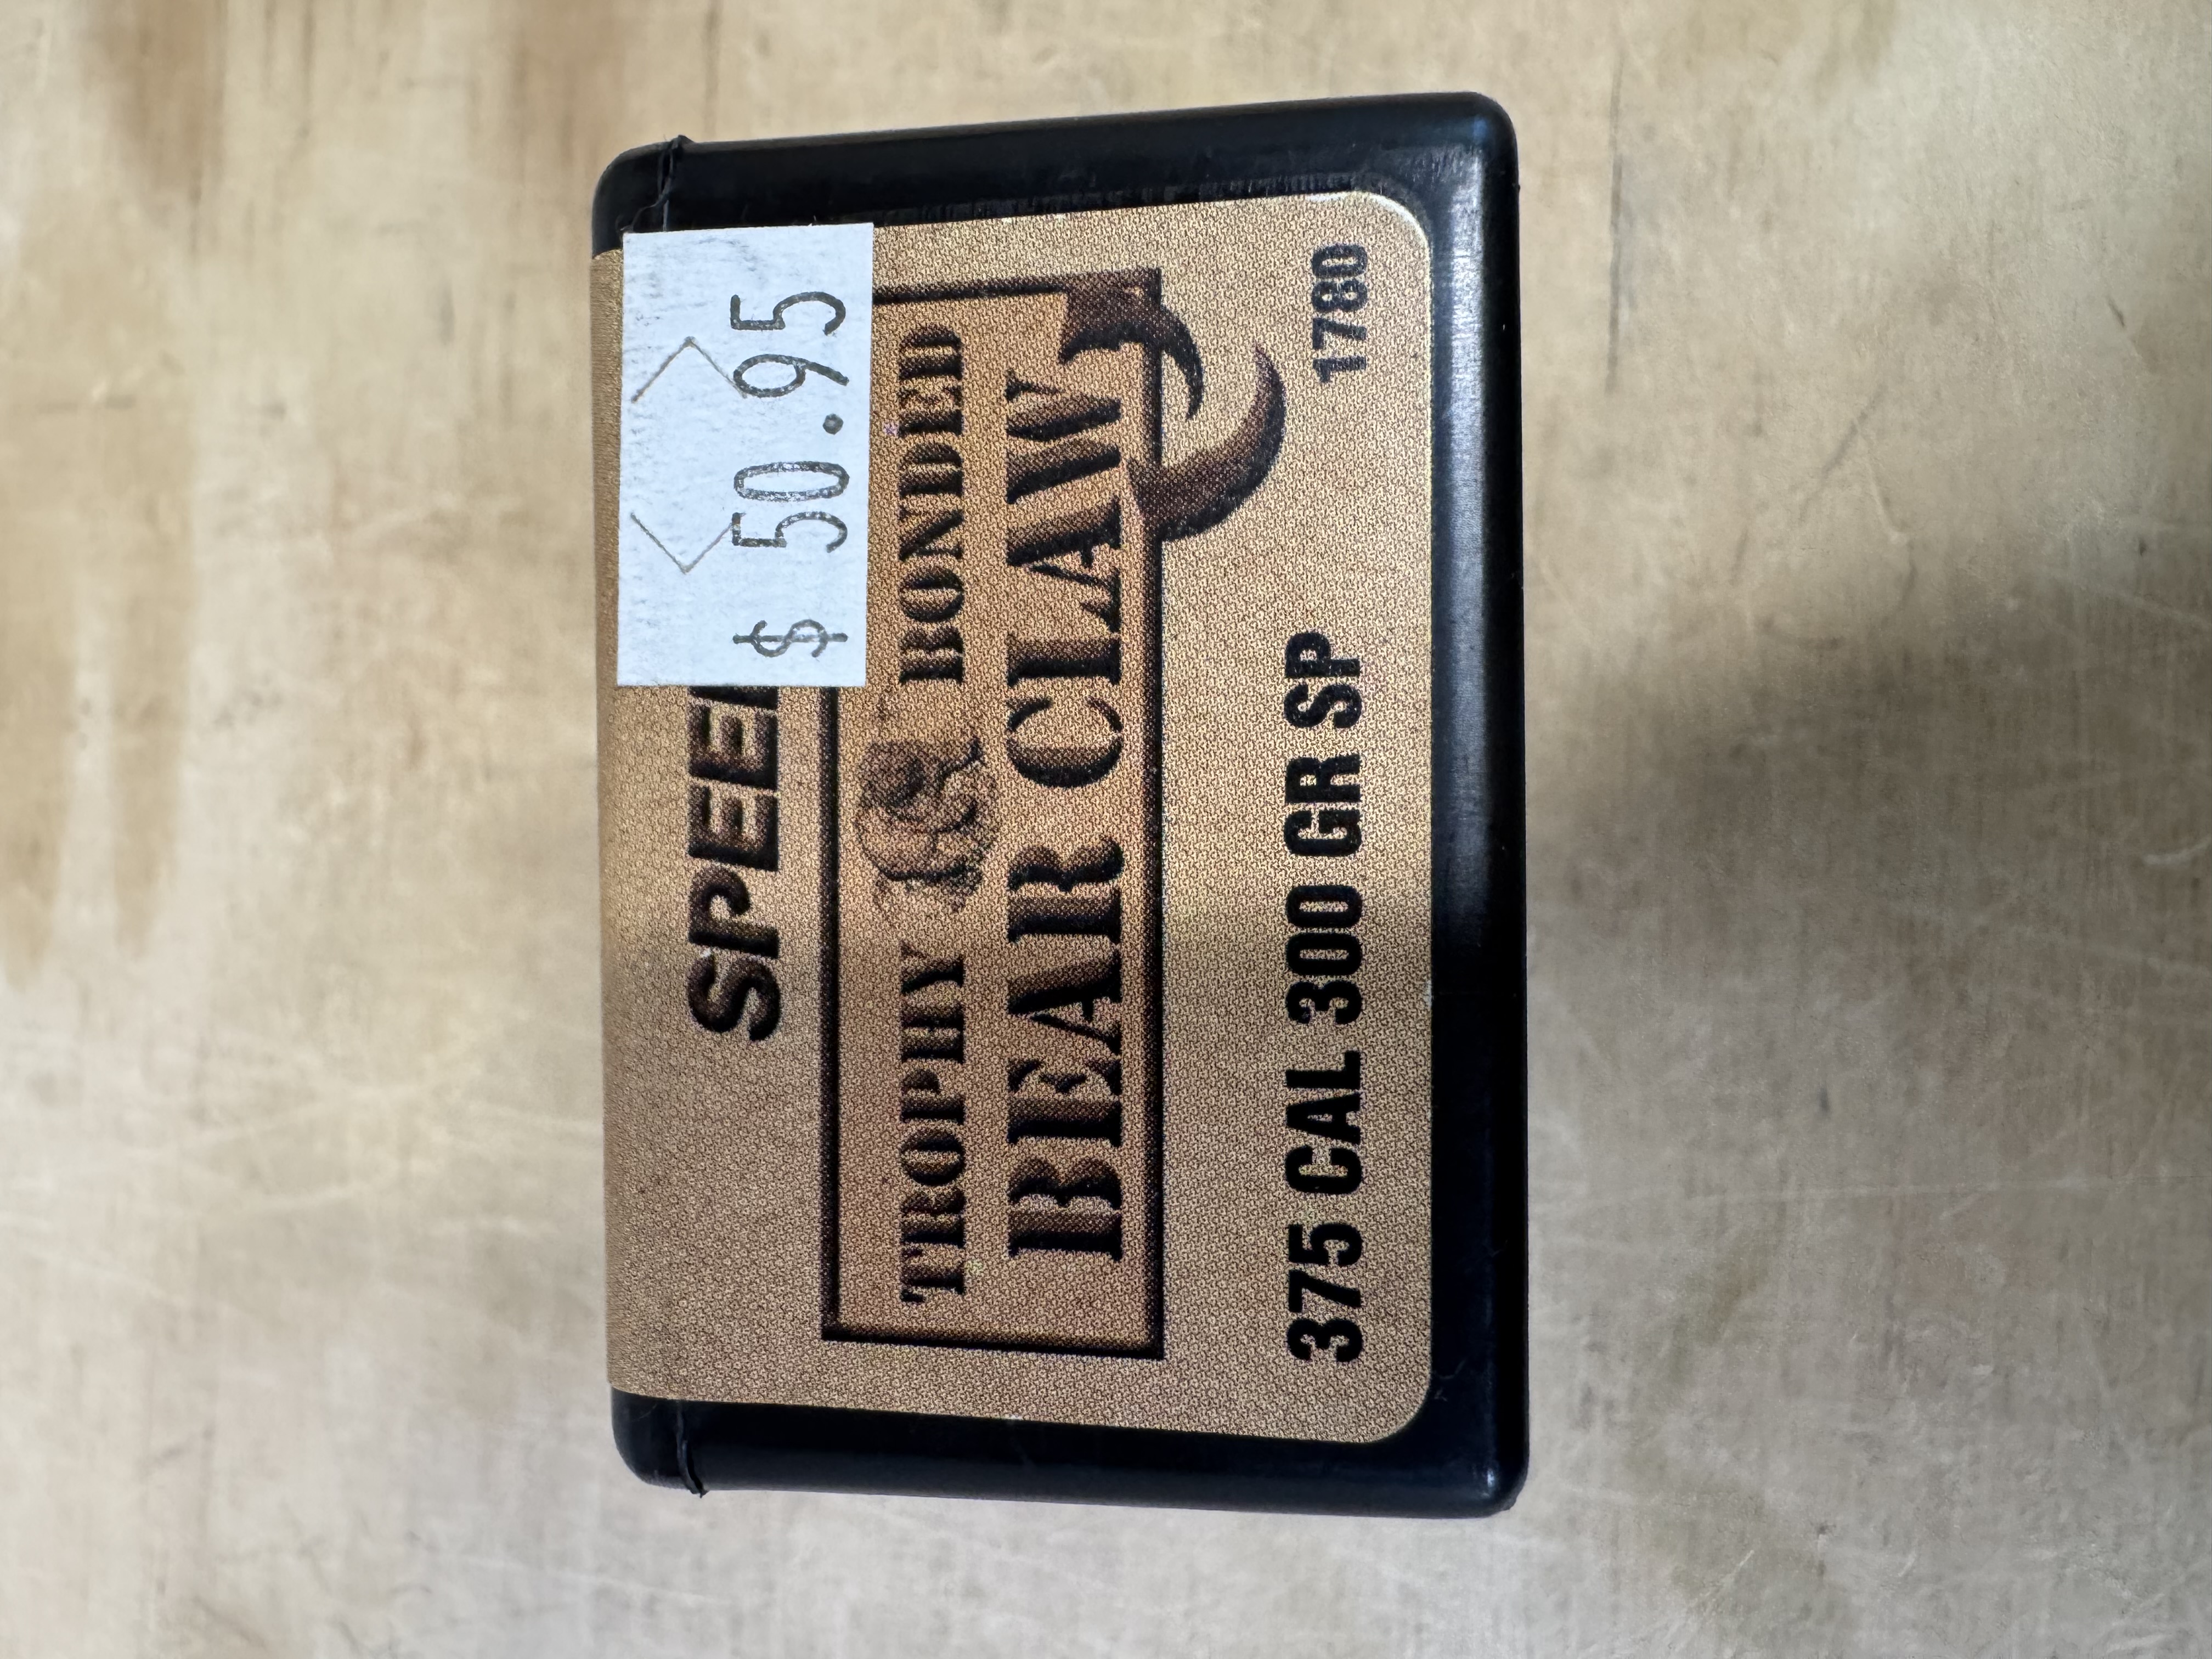 $ 50.95
SPEE
TROPHY BONDED
BEAR CLAW
375 CAL 300 GR SP
1780